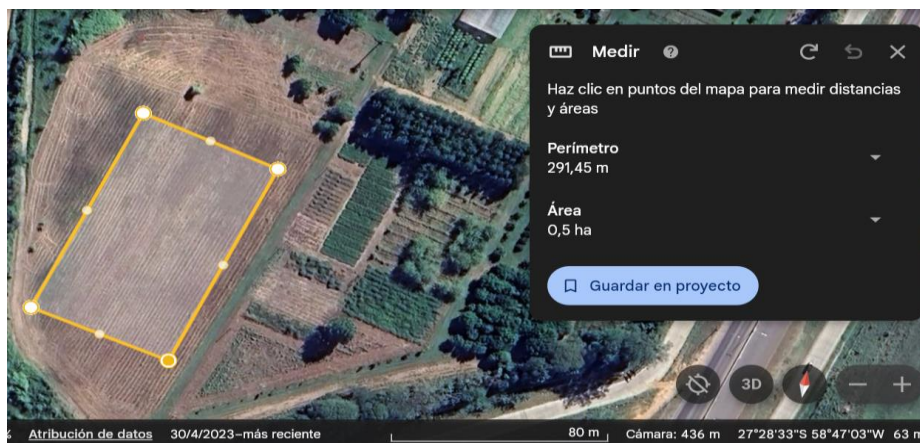 Medir
Haz clic en puntos del mapa para medir distancias
y áreas
Perímetro
291,45 m
Área
0,5 ha
Guardar en proyecto
3D
Atribución de datos 30/4/2023–más reciente 80 m Cámara: 436 m 27°28'33"S 58°47'03"W 63 m